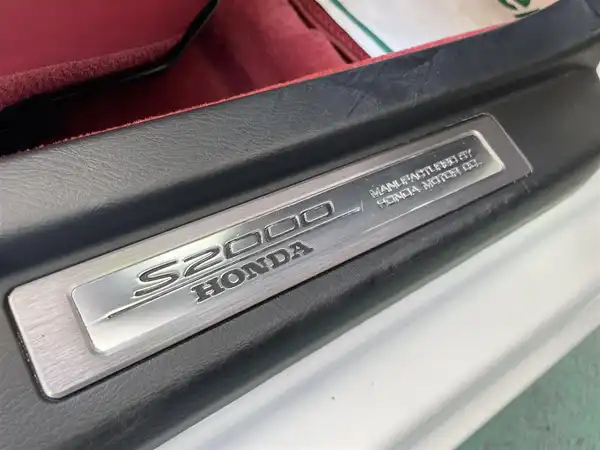 S2000
HONDA
MANUFACTURED BY
HONDA MOTOR CO.,